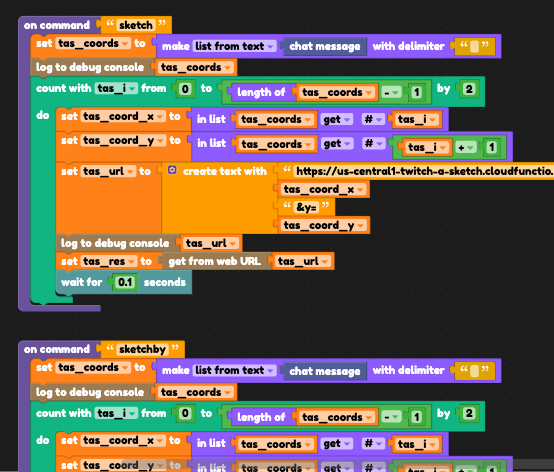 on command “ sketch ”
set tas_coords to make list from text chat message with delimiter “ ”
log to debug console tas_coords
count with tas_i from 0 to length of tas_coords - 1 by 2
do set tas_coord_x to in list tas_coords get # tas_i
set tas_coord_y to in list tas_coords get # tas_i + 1
set tas_url to create text with “ https://us-central1-twitch-a-sketch.cloudfunctio.
tas_coord_x
“ &y= ”
tas_coord_y
log to debug console tas_url
set tas_res to get from web URL tas_url
wait for 0.1 seconds
on command “ sketchby ”
set tas_coords to make list from text chat message with delimiter “ ”
log to debug console tas_coords
count with tas_i from 0 to length of tas_coords - 1 by 2
do set tas_coord_x to in list tas_coords get # tas_i
set tas_coord_y to in list tas_coords get #